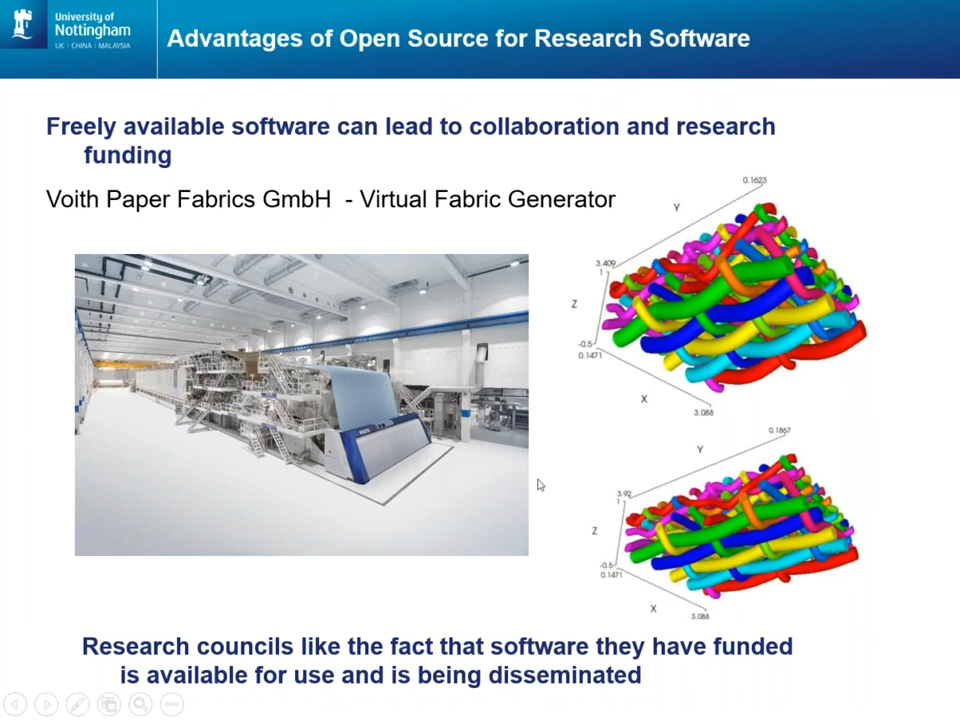 University of
Nottingham
UK | CHINA | MALAYSIA
Advantages of Open Source for Research Software
Freely available software can lead to collaboration and research
funding
Voith Paper Fabrics GmbH - Virtual Fabric Generator
0.1623
Y
3.409
1
Z
-0.5
0.1471
X
3.088
0.1867
Y
3.92
1
Z
-0.5
0.1471
X
3.088
Research councils like the fact that software they have funded
is available for use and is being disseminated